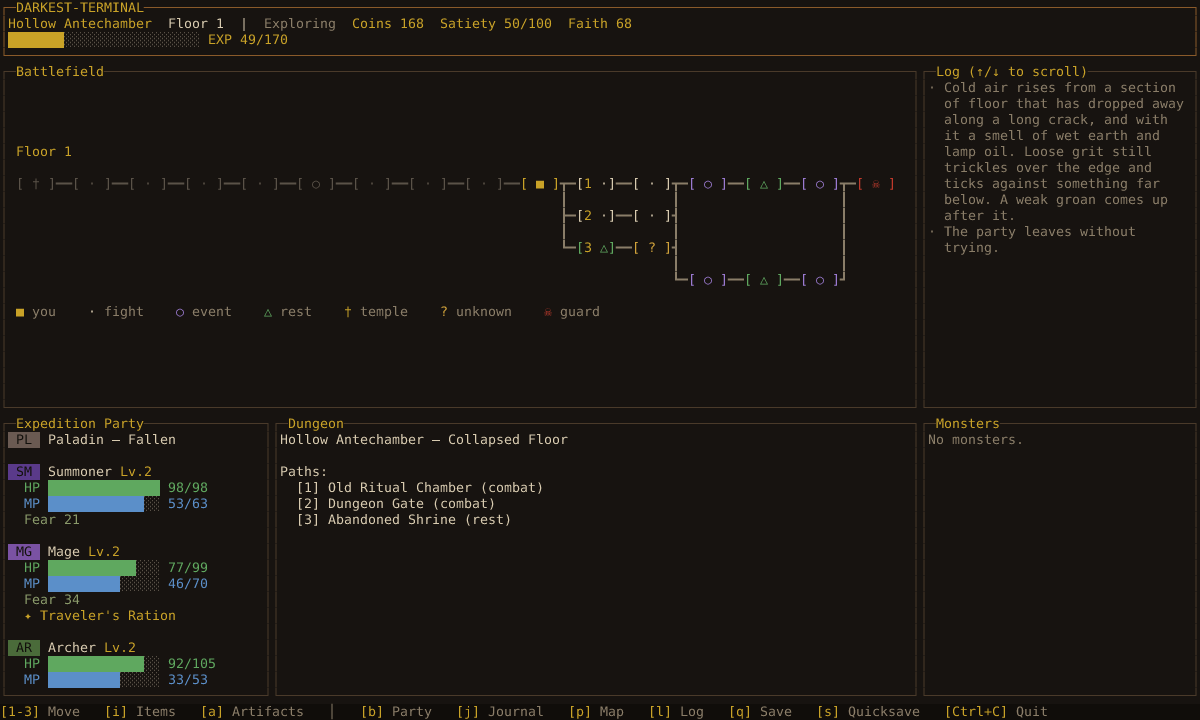 DARKEST-TERMINAL
Hollow Antechamber  Floor 1  |  Exploring  Coins 168  Satiety 50/100  Faith 68
EXP 49/170
Battlefield
Floor 1
[ † ]──[ · ]──[ · ]──[ · ]──[ · ]──[ ○ ]──[ · ]──[ · ]──[ · ]──[ ■ ]┬─[1 ·]──[ · ]┬─[ ○ ]──[ △ ]──[ ○ ]┬─[ ☠ ]
├─[2 ·]──[ · ]┤
└─[3 △]──[ ? ]┤
└─[ ○ ]──[ △ ]──[ ○ ]┘
■ you    · fight    ○ event    △ rest    † temple    ? unknown    ☠ guard
Log (↑/↓ to scroll)
· Cold air rises from a section
of floor that has dropped away
along a long crack, and with
it a smell of wet earth and
lamp oil. Loose grit still
trickles over the edge and
ticks against something far
below. A weak groan comes up
after it.
· The party leaves without
trying.
Expedition Party
PL  Paladin — Fallen
SM  Summoner Lv.2
HP 98/98
MP 53/63
Fear 21
MG  Mage Lv.2
HP 77/99
MP 46/70
Fear 34
✦ Traveler's Ration
AR  Archer Lv.2
HP 92/105
MP 33/53
Dungeon
Hollow Antechamber — Collapsed Floor
Paths:
[1] Old Ritual Chamber (combat)
[2] Dungeon Gate (combat)
[3] Abandoned Shrine (rest)
Monsters
No monsters.
[1-3] Move   [i] Items   [a] Artifacts   |   [b] Party   [j] Journal   [p] Map   [l] Log   [q] Save   [s] Quicksave   [Ctrl+C] Quit